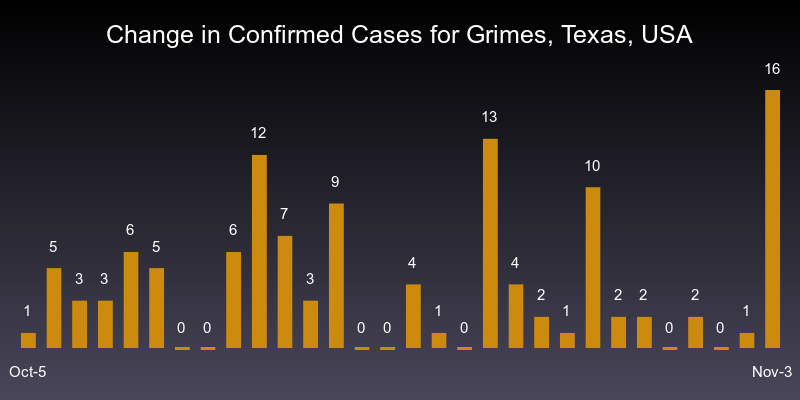 Change in Confirmed Cases for Grimes, Texas, USA
1 5 3 3 6 5 0 0 6 12 7 3 9 0 0 4 1 0 13 4 2 1 10 2 2 0 2 0 1 16
Oct-5 Nov-3